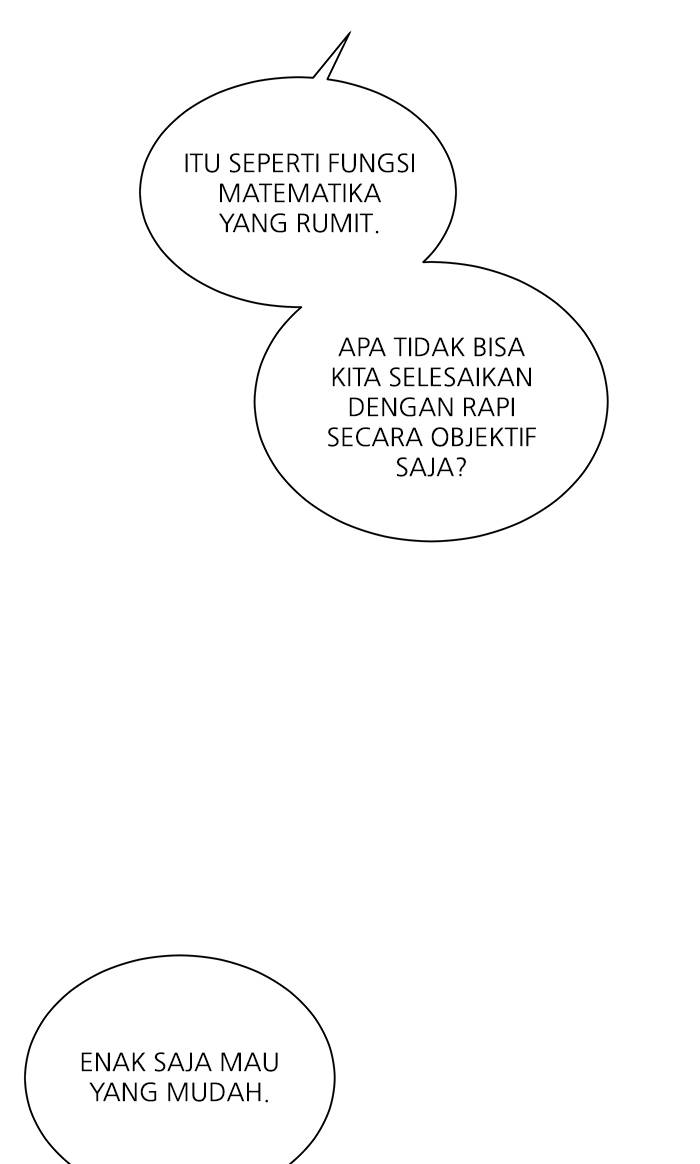 ITU SEPERTI FUNGSI
MATEMATIKA
YANG RUMIT.
APA TIDAK BISA
KITA SELESAIKAN
DENGAN RAPI
SECARA OBJEKTIF
SAJA?
ENAK SAJA MAU
YANG MUDAH.